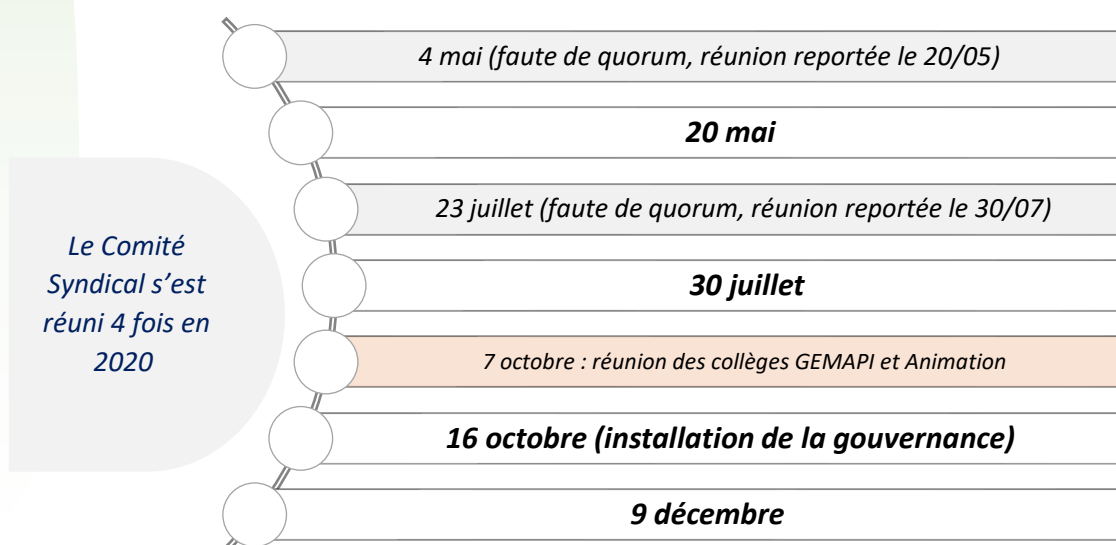 4 mai (faute de quorum, réunion reportée le 20/05)
20 mai
23 juillet (faute de quorum, réunion reportée le 30/07)
Le Comité
Syndical s’est
réuni 4 fois en
2020
30 juillet
7 octobre : réunion des collèges GEMAPI et Animation
16 octobre (installation de la gouvernance)
9 décembre